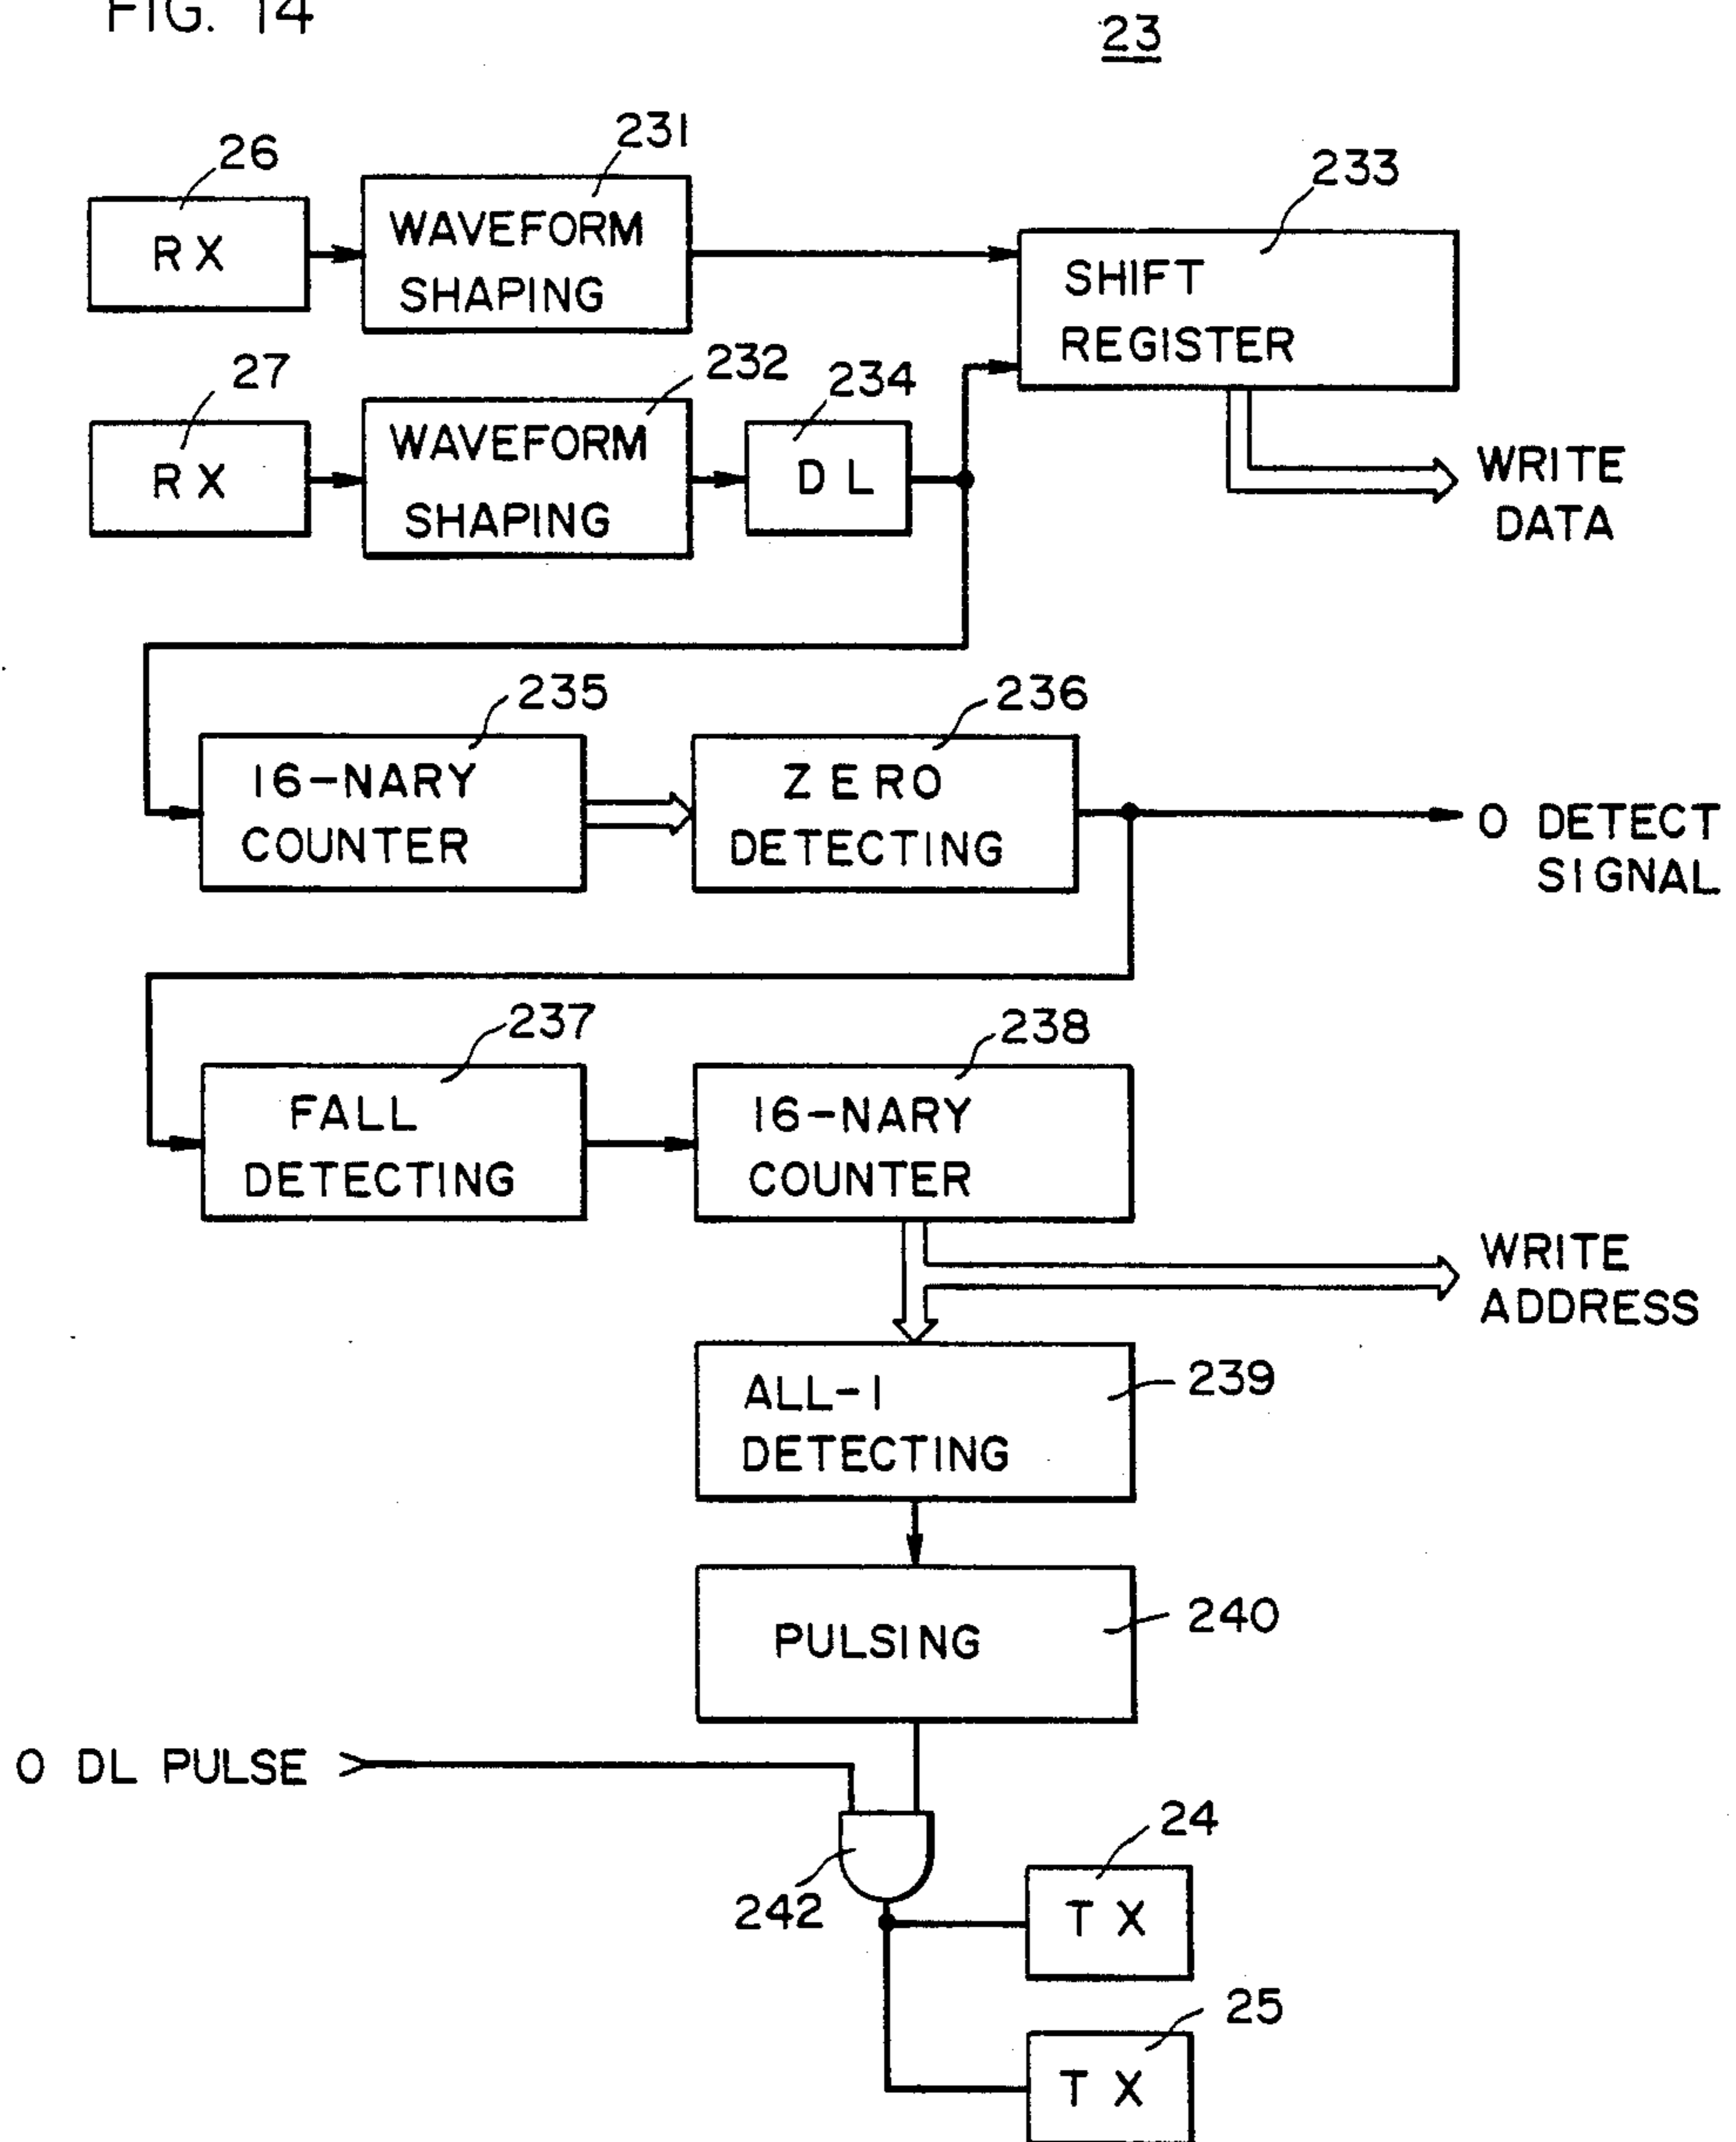 FIG. 14
23
26
231
233
RX
WAVEFORM
SHAPING
SHIFT
REGISTER
27
232
234
RX
WAVEFORM
SHAPING
DL
WRITE
DATA
235
236
16-NARY
COUNTER
ZERO
DETECTING
0 DETECT
SIGNAL
237
238
FALL
DETECTING
16-NARY
COUNTER
WRITE
ADDRESS
ALL-1
DETECTING
239
PULSING
240
0 DL PULSE
242
24
TX
25
TX